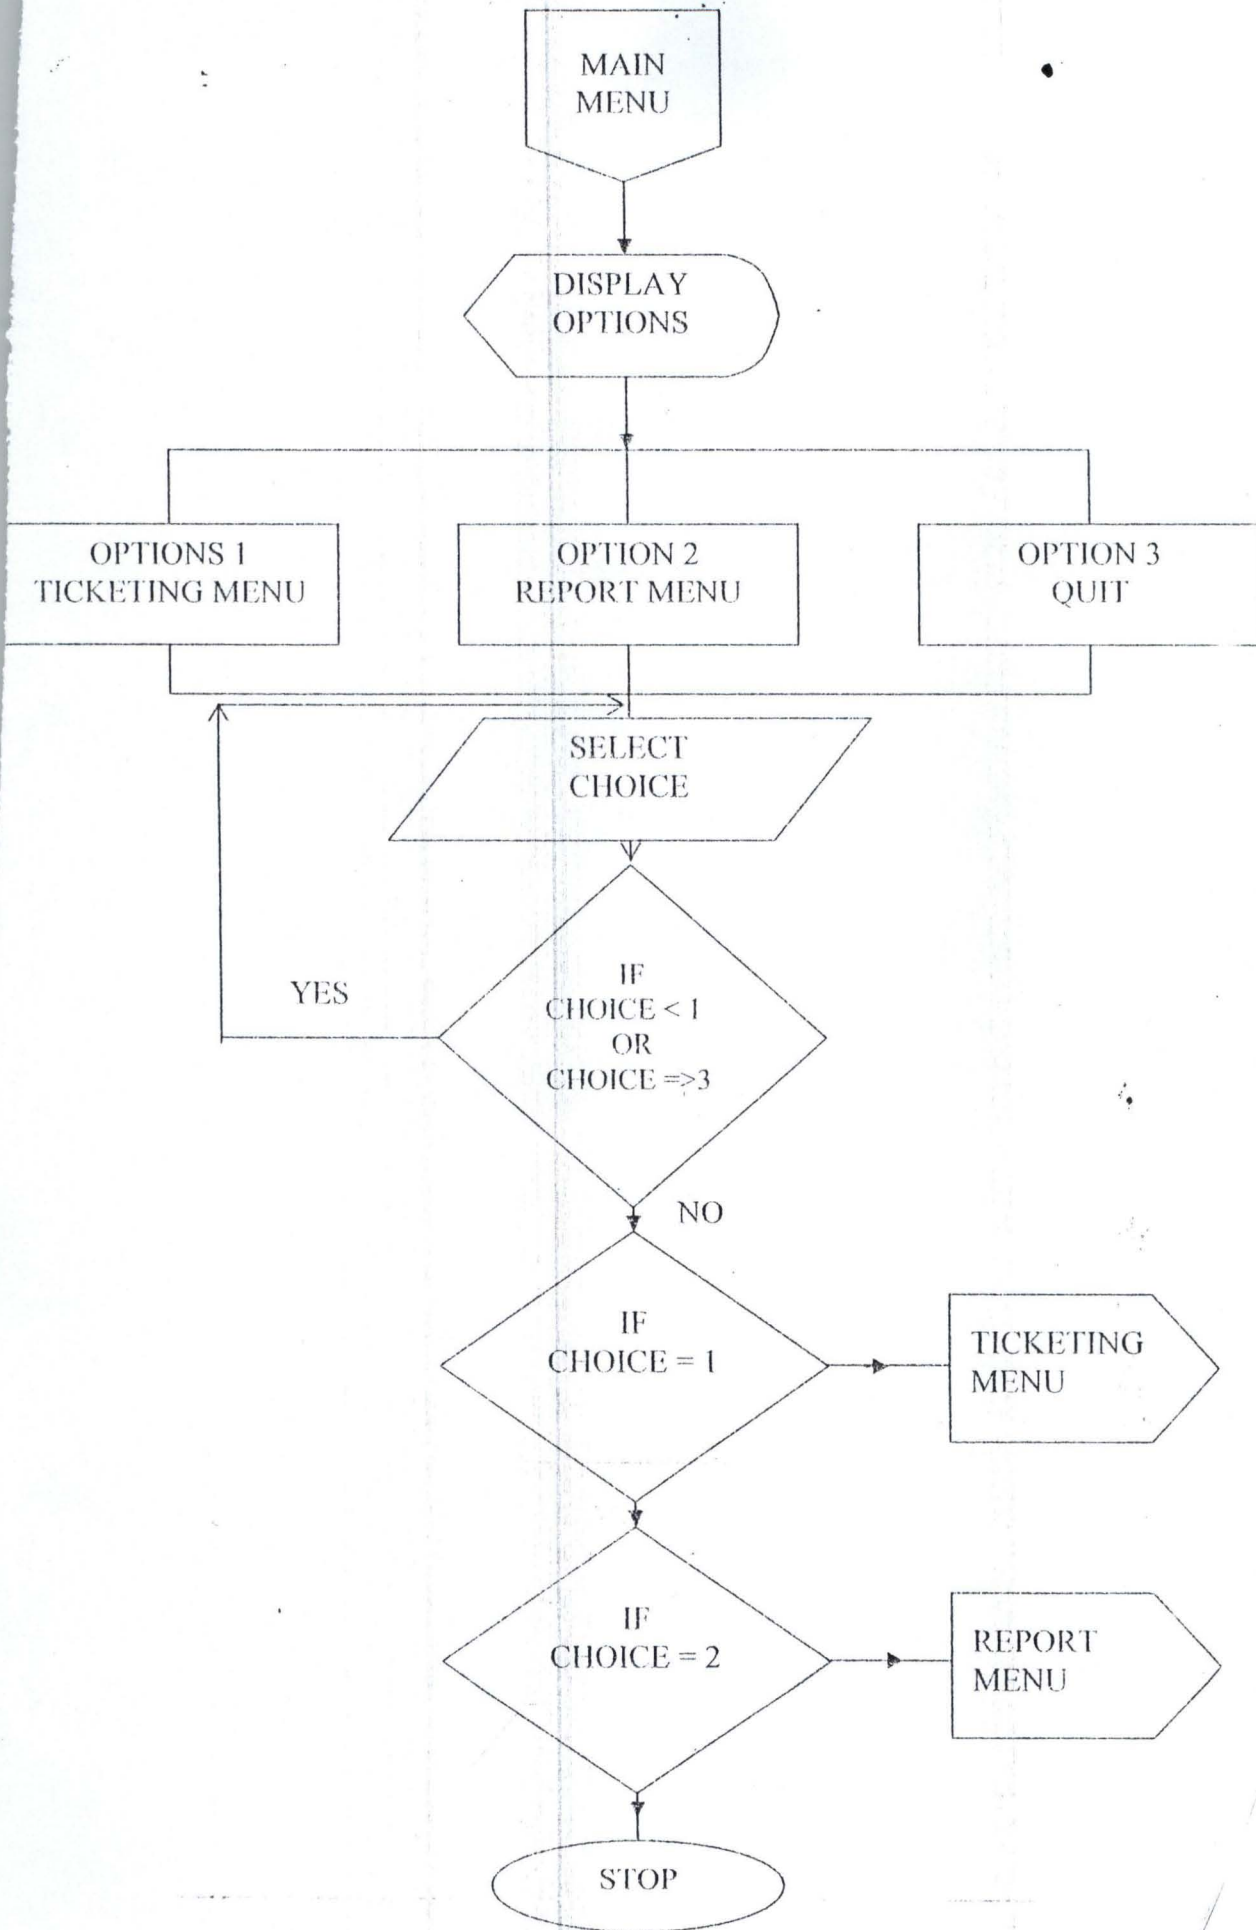 MAIN
MENU
DISPLAY
OPTIONS
OPTIONS 1
TICKETING MENU
OPTION 2
REPORT MENU
OPTION 3
QUIT
SELECT
CHOICE
IF
CHOICE < 1
OR
CHOICE =>3
YES
NO
IF
CHOICE = 1
TICKETING
MENU
IF
CHOICE = 2
REPORT
MENU
STOP